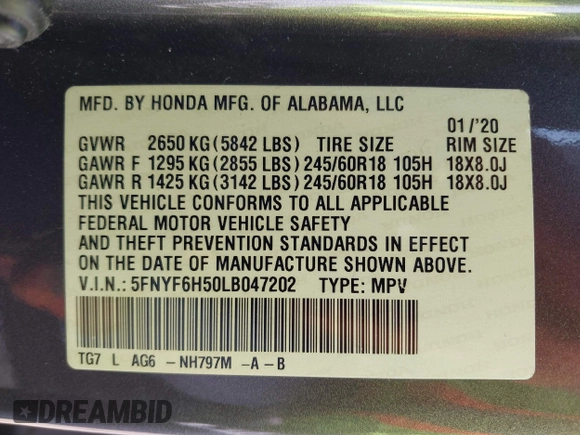 MFD. BY HONDA MFG. OF ALABAMA, LLC
01/'20
GVWR 2650 KG(5842 LBS) TIRE SIZE RIM SIZE
GAWR F 1295 KG(2855 LBS) 245/60R18 105H 18X8.0J
GAWR R 1425 KG(3142 LBS) 245/60R18 105H 18X8.0J
THIS VEHICLE CONFORMS TO ALL APPLICABLE
FEDERAL MOTOR VEHICLE SAFETY
AND THEFT PREVENTION STANDARDS IN EFFECT
ON THE DATE OF MANUFACTURE SHOWN ABOVE.
V.I.N.: 5FNYF6H50LB047202 TYPE: MPV
TG7 L AG6 -NH797M -A-B
DREAMBID